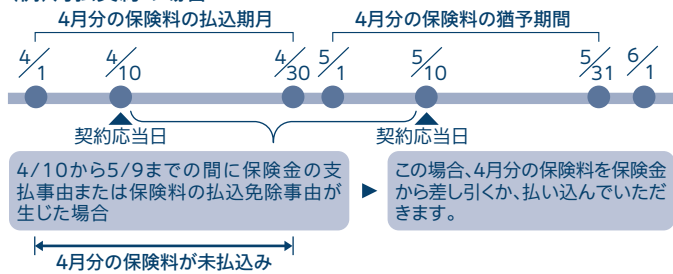 4月分の保険料の払込期月
4月分の保険料の猶予期間
4/1
4/10
4/30
5/1
5/10
5/31
6/1
契約応当日
契約応当日
4/10から5/9までの間に保険金の支
払事由または保険料の払込免除事由が
生じた場合
この場合、4月分の保険料を保険金
から差し引くか、払い込んでいただ
きます。
4月分の保険料が未払込み